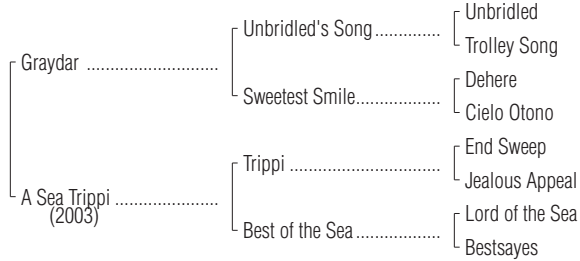 Unbridled
Unbridled's Song..............
Trolley Song
Graydar ............................
Dehere
Sweetest Smile..................
Cielo Otono
End Sweep
Trippi ................................
Jealous Appeal
A Sea Trippi ......................
(2003)
Lord of the Sea
Best of the Sea..................
Bestsayes